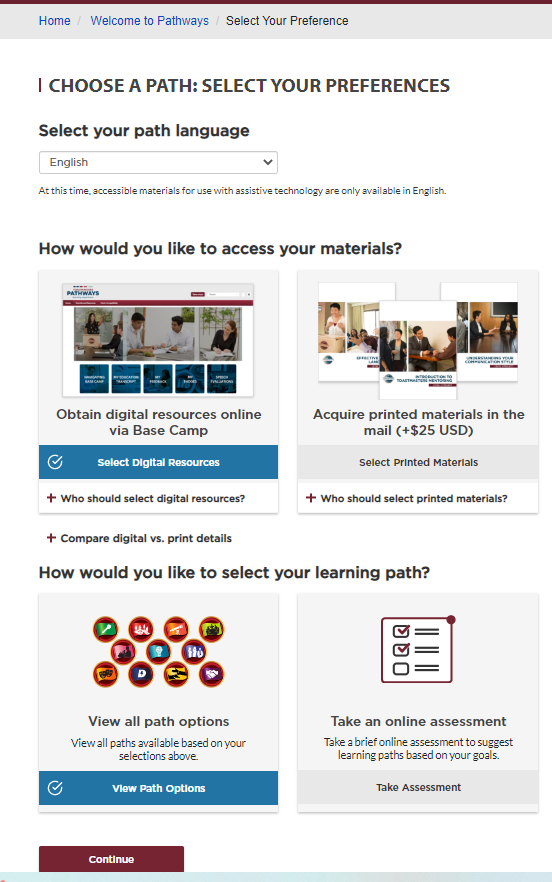 Home / Welcome to Pathways / Select Your Preference
CHOOSE A PATH: SELECT YOUR PREFERENCES
Select your path language
English
At this time, accessible materials for use with assistive technology are only available in English.
How would you like to access your materials?
PATHWAYS
NAVIGATING
BASE CAMP
MY EDUCATION
TRANSCRIPT
MY
FEEDBACK
MY
BADGES
SPEECH
EVALUATIONS
Obtain digital resources online
via Base Camp
Select Digital Resources
+ Who should select digital resources?
EFFECTIVE
INTRODUCTION TO
TOASTMASTERS MENTORING
UNDERSTANDING YOUR
COMMUNICATION STYLE
Acquire printed materials in the
mail (+$25 USD)
Select Printed Materials
+ Who should select printed materials?
+ Compare digital vs. print details
How would you like to select your learning path?
View all path options
View all paths available based on your
selections above.
View Path Options
Take an online assessment
Take a brief online assessment to suggest
learning paths based on your goals.
Take Assessment
Continue